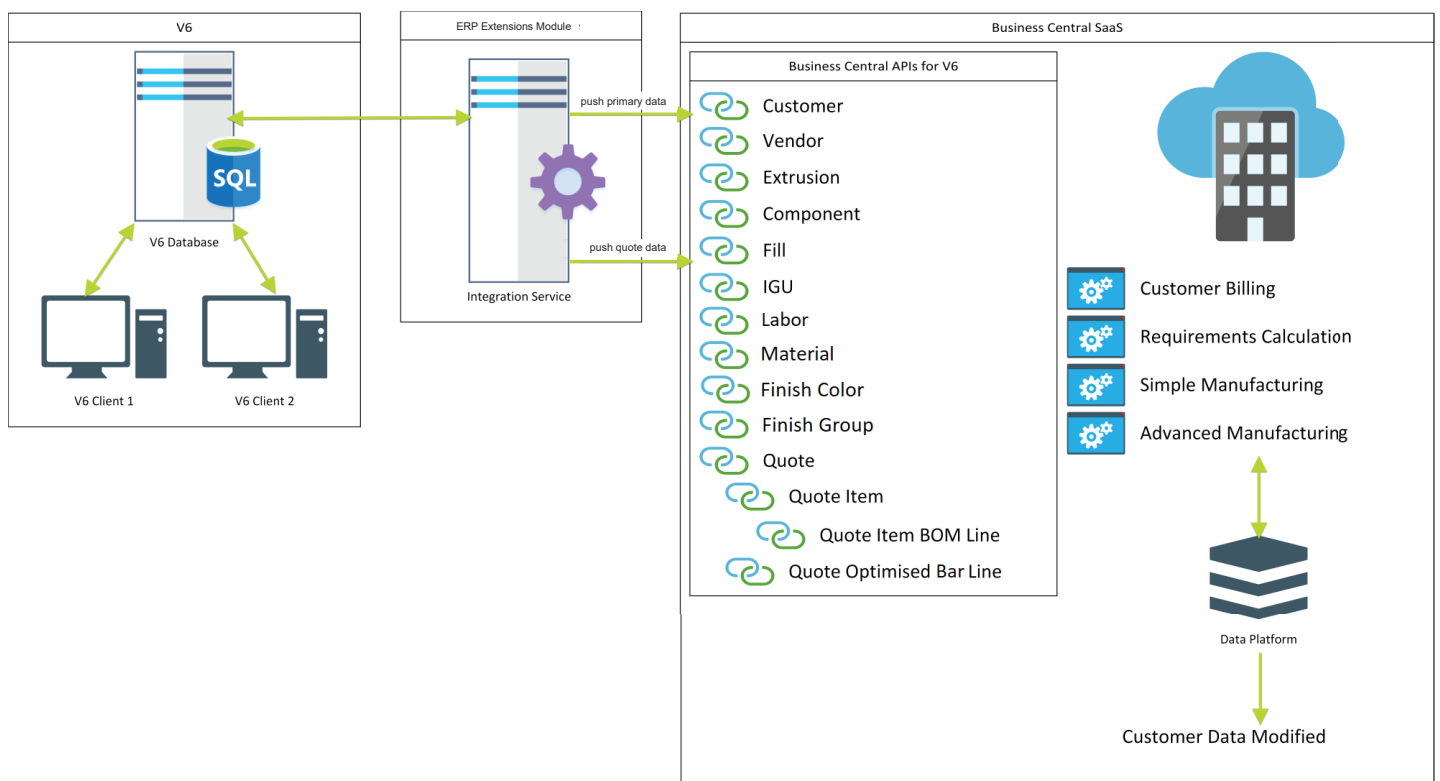 V6
SQL
V6 Database
V6 Client 1
V6 Client 2
ERP Extensions Module
Integration Service
push primary data
push quote data
Business Central SaaS
Business Central APIs for V6
Customer
Vendor
Extrusion
Component
Fill
IGU
Labor
Material
Finish Color
Finish Group
Quote
Quote Item
Quote Item BOM Line
Quote Optimised Bar Line
Customer Billing
Requirements Calculation
Simple Manufacturing
Advanced Manufacturing
Data Platform
Customer Data Modified